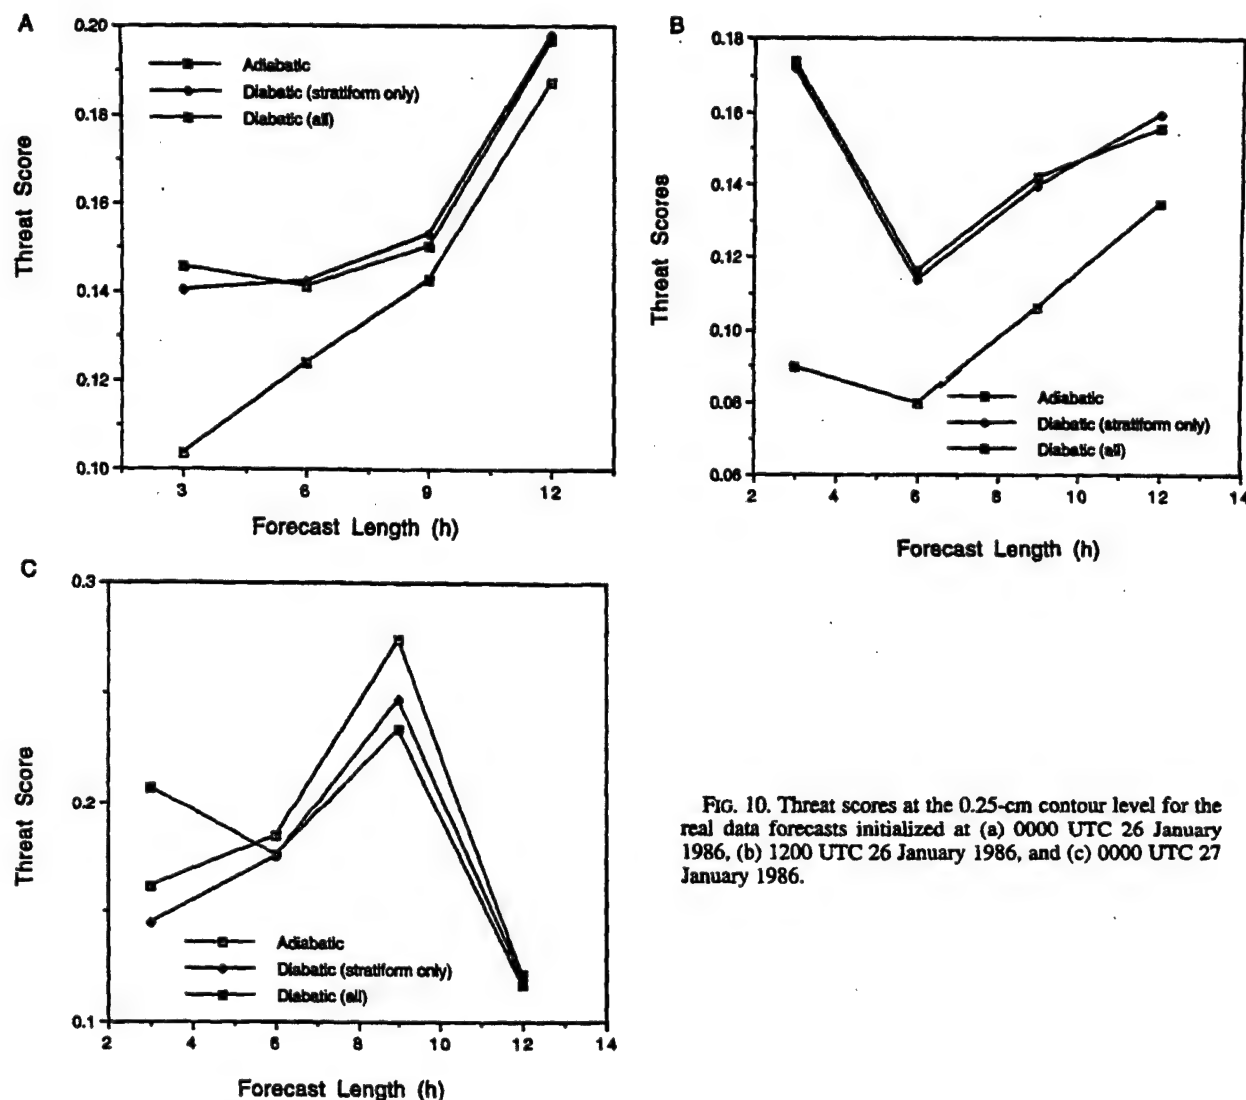 A
0.20
0.18
0.16
0.14
0.12
0.10
Threat Score
Adiabatic
Diabatic (stratiform only)
Diabatic (all)
3 6 9 12
Forecast Length (h)
B
0.18
0.16
0.14
0.12
0.10
0.08
0.06
Threat Scores
Adiabatic
Diabatic (stratiform only)
Diabatic (all)
2 4 6 8 10 12 14
Forecast Length (h)
C
0.3
0.2
0.1
Threat Score
Adiabatic
Diabatic (stratiform only)
Diabatic (all)
2 4 6 8 10 12 14
Forecast Length (h)
FIG. 10. Threat scores at the 0.25-cm contour level for the
real data forecasts initialized at (a) 0000 UTC 26 January
1986, (b) 1200 UTC 26 January 1986, and (c) 0000 UTC 27
January 1986.